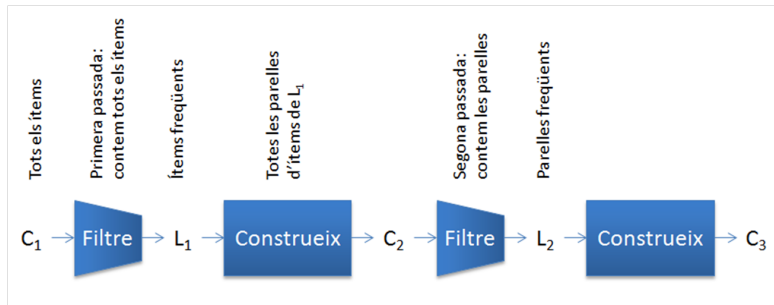 Tots els ítems
Primera passada:
contem tots els ítems
Ítems freqüents
Totes les parelles
d'ítems de L1
Segona passada:
contem les parelles
Parelles freqüents
C1
Filtre
L1
Construeix
C2
Filtre
L2
Construeix
C3